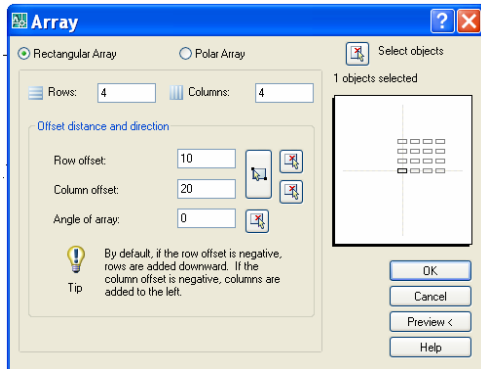 Array
Rectangular Array
Polar Array
Select objects
1 objects selected
Rows: 4
Columns: 4
Offset distance and direction
Row offset: 10
Column offset: 20
Angle of array: 0
Tip
By default, if the row offset is negative,
rows are added downward. If the
column offset is negative, columns are
added to the left.
OK
Cancel
Preview <
Help